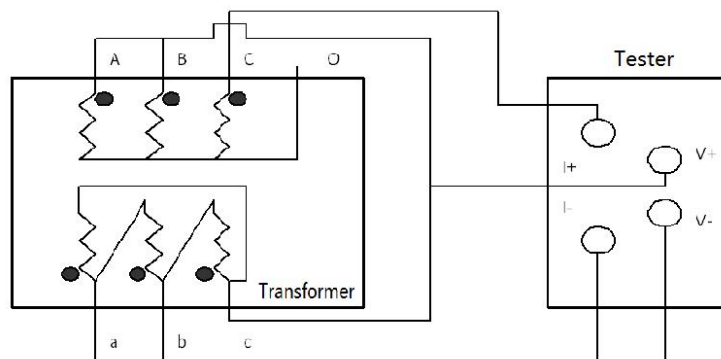 Tester
A B C O
I+ V+
I- V-
Transformer
a b c